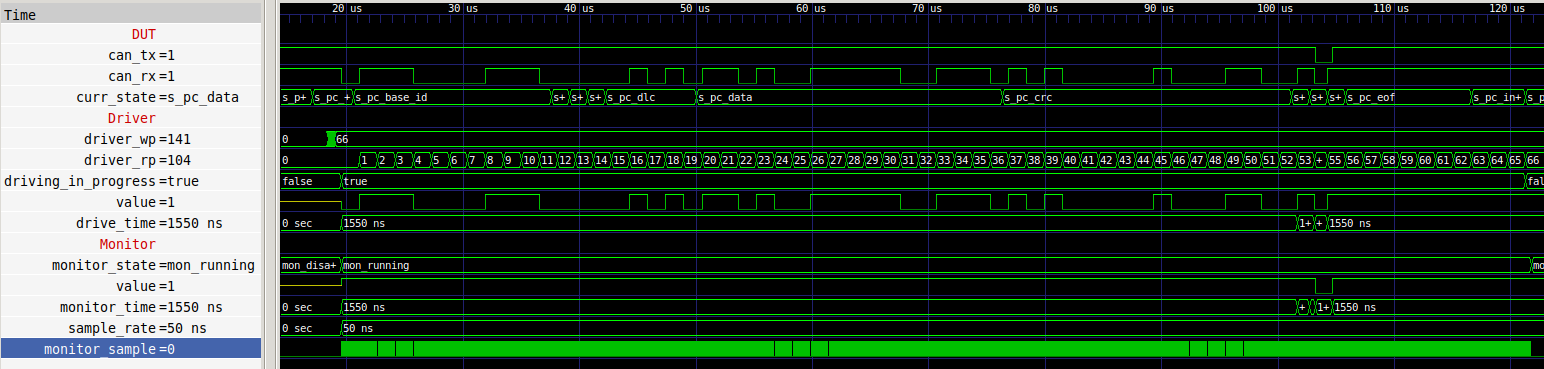 Time 20 us 30 us 40 us 50 us 60 us 70 us 80 us 90 us 100 us 110 us 120 us
DUT
can_tx=1
can_rx=1
curr_state=s_pc_data s_p+ s_pc_+ s_pc_base_id s+ s+ s+ s_pc_dlc s_pc_data s_pc_crc s+ s+ s+ s_pc_eof s_pc_in+ s_p
Driver
driver_wp=141 0 66
driver_rp=104 0 1 2 3 4 5 6 7 8 9 10 11 12 13 14 15 16 17 18 19 20 21 22 23 24 25 26 27 28 29 30 31 32 33 34 35 36 37 38 39 40 41 42 43 44 45 46 47 48 49 50 51 52 53 + 55 56 57 58 59 60 61 62 63 64 65 66
driving_in_progress=true false true fal
value=1
drive_time=1550 ns 0 sec 1550 ns 1+ + 1550 ns
Monitor
monitor_state=mon_running mon_disa+ mon_running mo
value=1
monitor_time=1550 ns 0 sec 1550 ns + 1+ 1550 ns
sample_rate=50 ns 0 sec 50 ns
monitor_sample=0